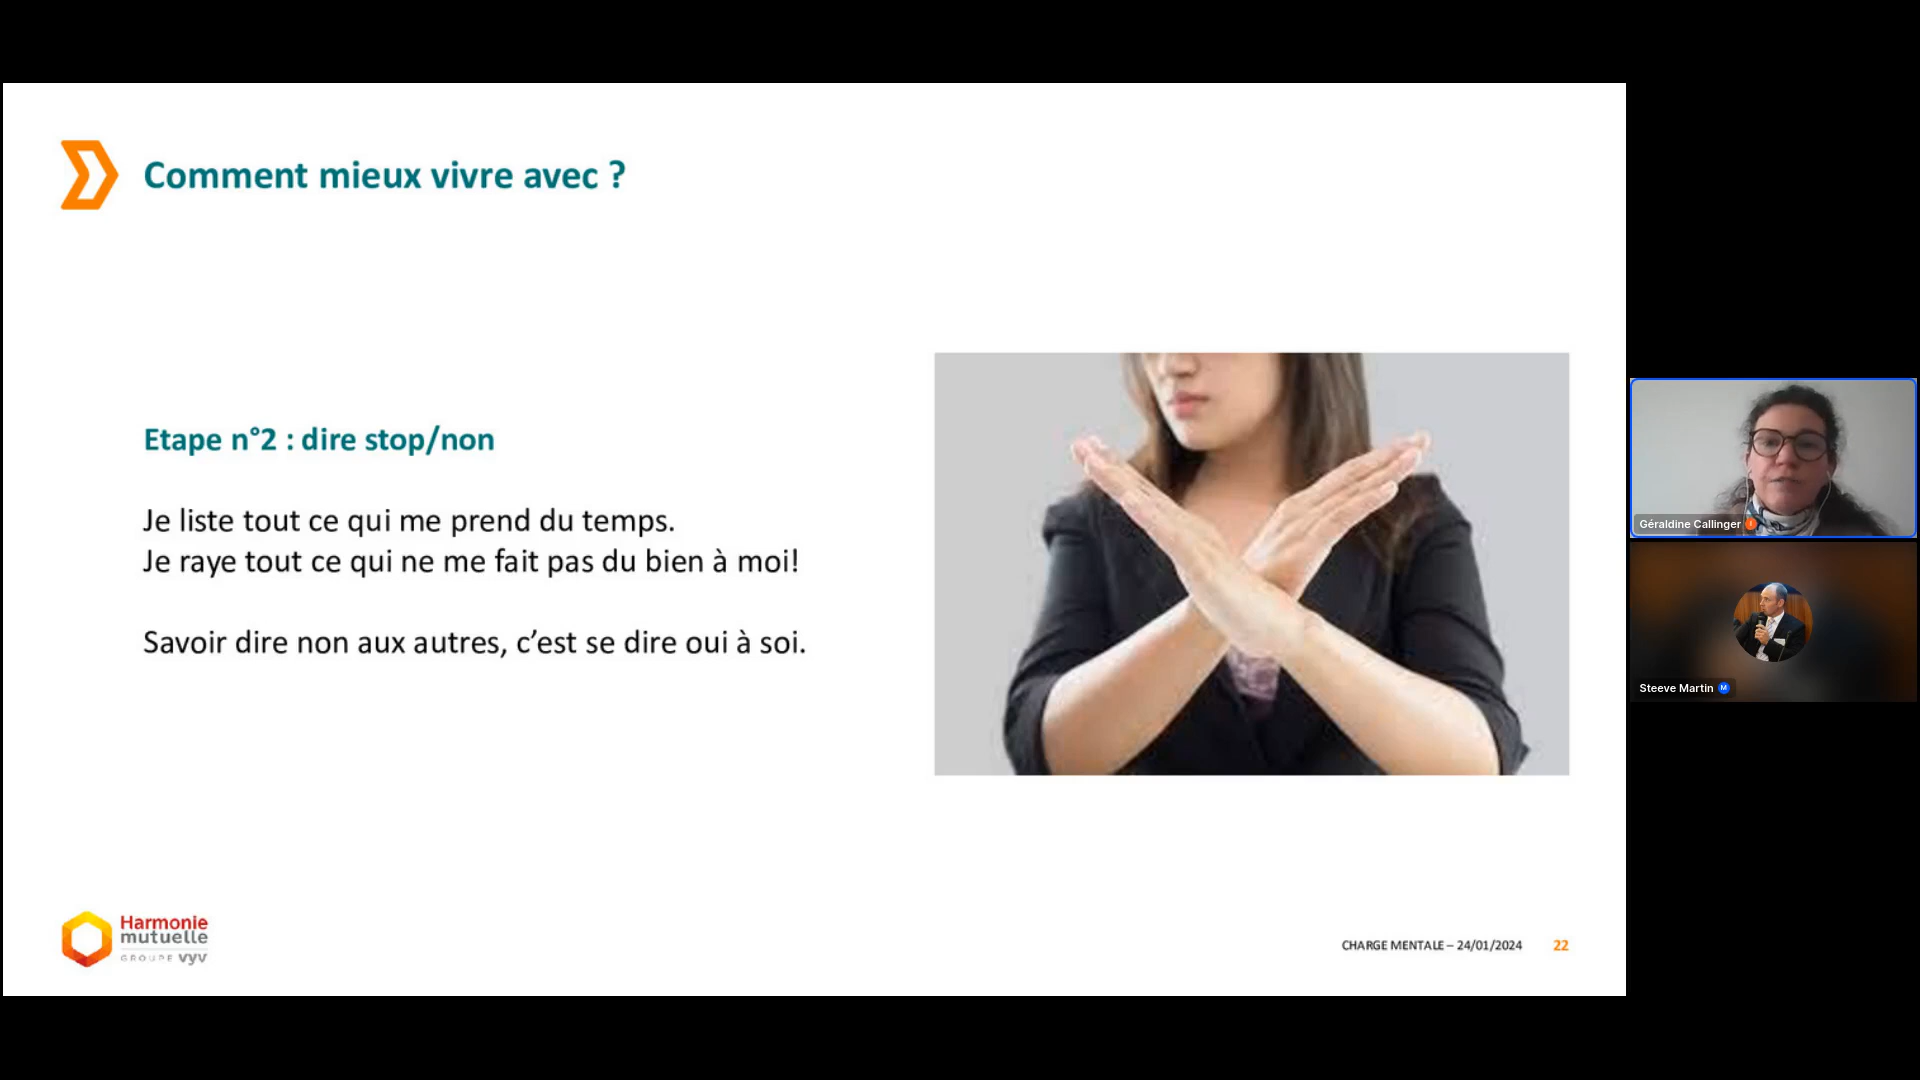 Comment mieux vivre avec ?
Etape n°2 : dire stop/non
Je liste tout ce qui me prend du temps.
Je raye tout ce qui ne me fait pas du bien à moi!
Savoir dire non aux autres, c’est se dire oui à soi.
Harmonie
mutuelle
GROUPE vyv
CHARGE MENTALE – 24/01/2024 22
Géraldine Callinger
Steeve Martin M